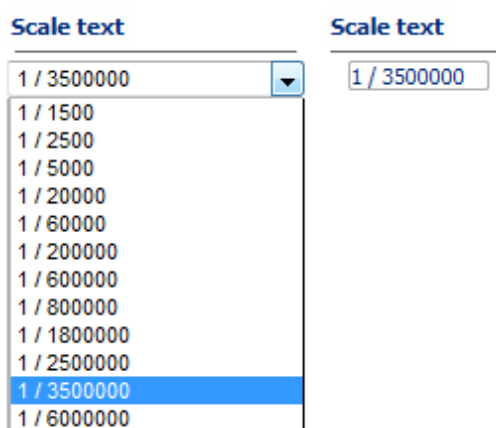 Scale text
1 / 3500000
1 / 1500
1 / 2500
1 / 5000
1 / 20000
1 / 60000
1 / 200000
1 / 600000
1 / 800000
1 / 1800000
1 / 2500000
1 / 3500000
1 / 6000000
Scale text
1 / 3500000